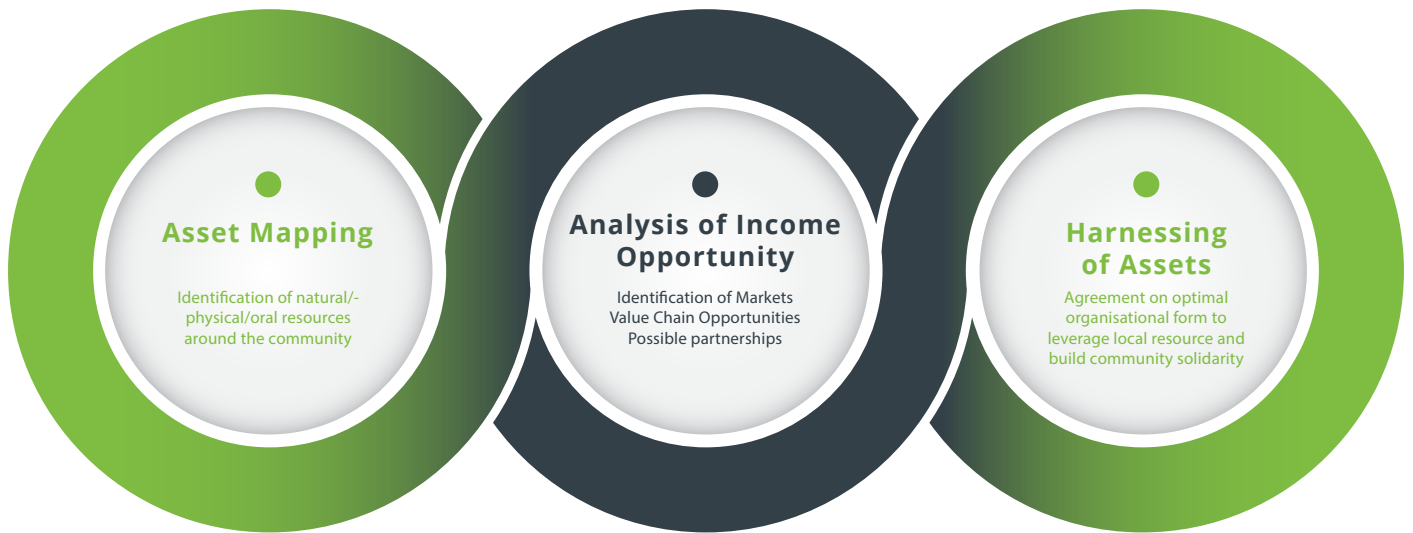 Asset Mapping
Identification of natural/-
physical/oral resources
around the community
Analysis of Income
Opportunity
Identification of Markets
Value Chain Opportunities
Possible partnerships
Harnessing
of Assets
Agreement on optimal
organisational form to
leverage local resource and
build community solidarity